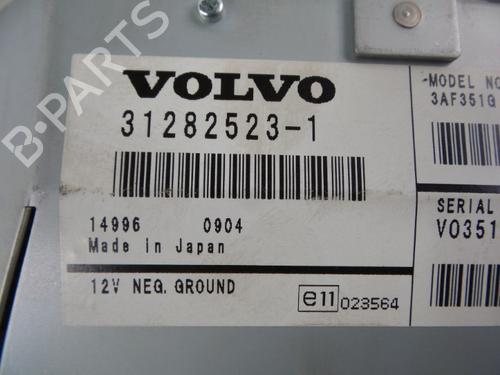 B-PARTS
VOLVO
31282523-1
14996 0904
Made in Japan
12V NEG. GROUND
e11 023564
MODEL NO
3AF351G
SERIAL
VO351